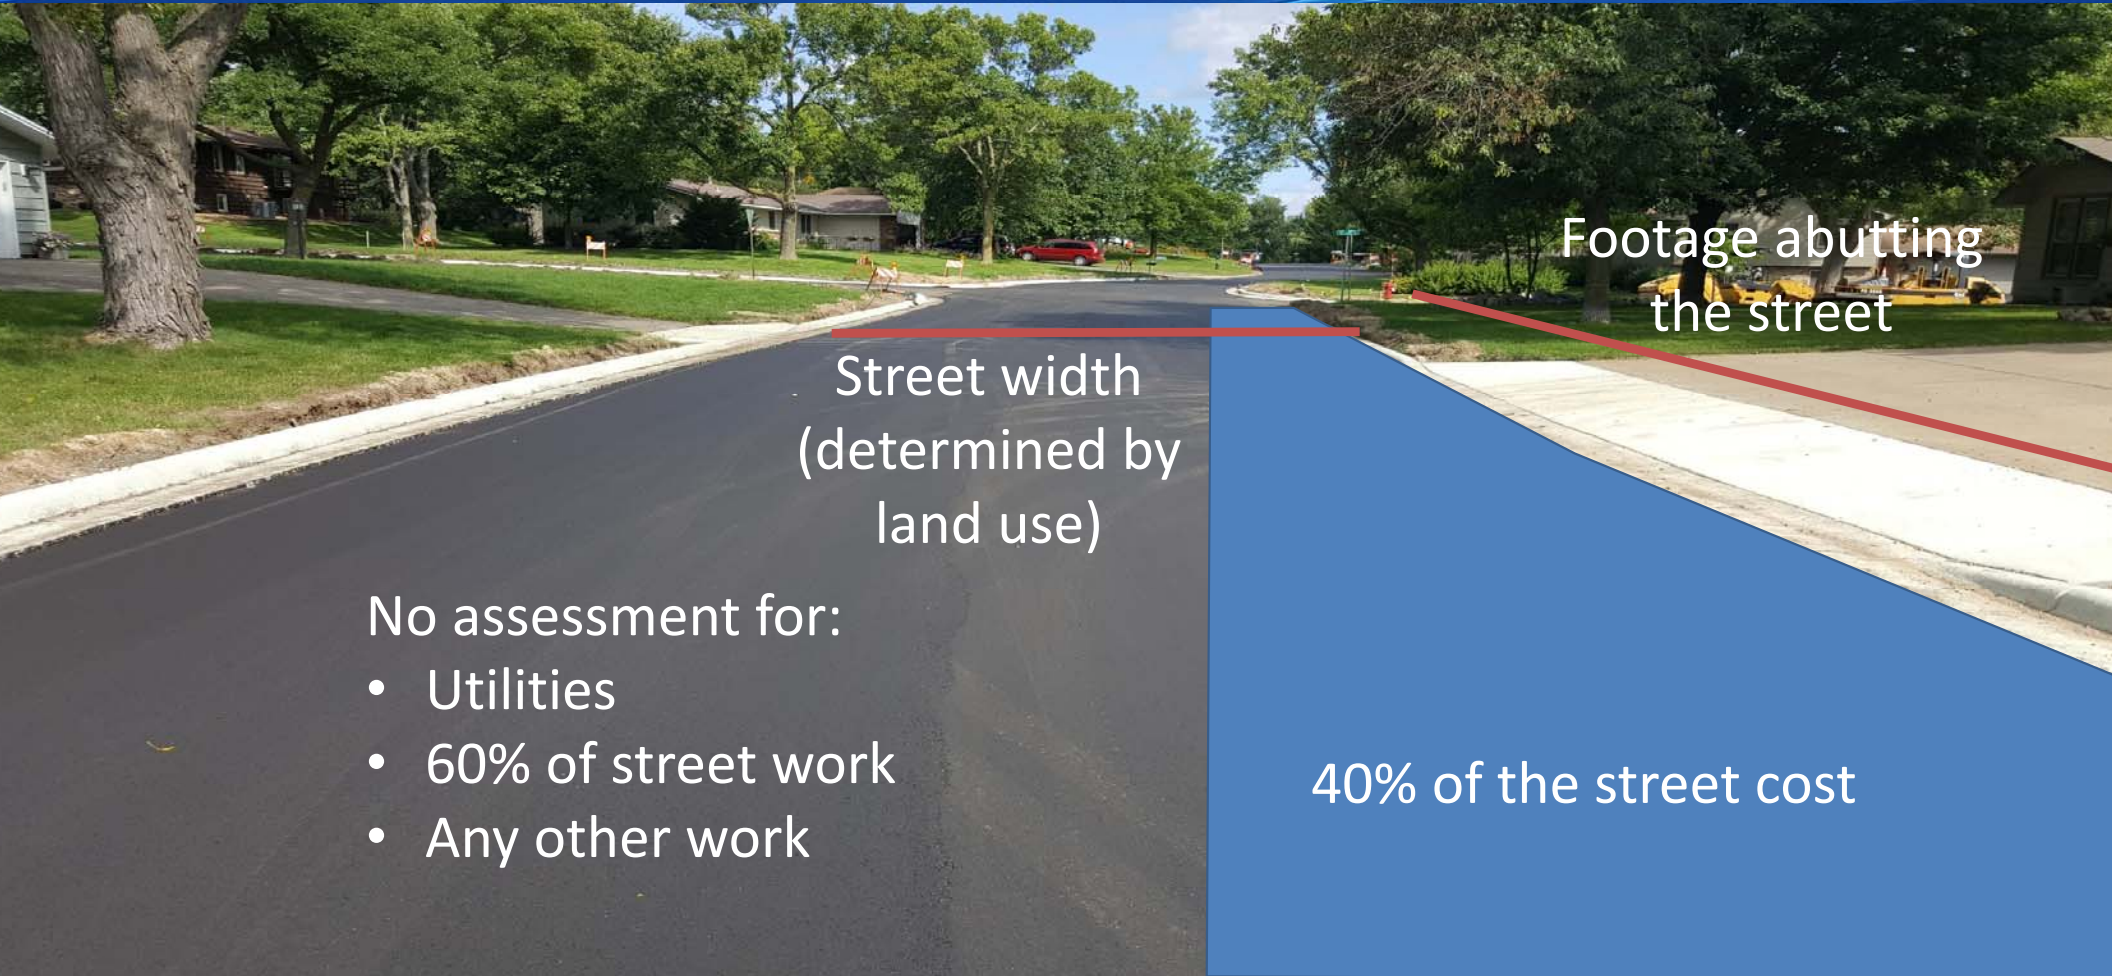 Footage abutting
the street
Street width
(determined by
land use)
No assessment for:
• Utilities
• 60% of street work
• Any other work
40% of the street cost